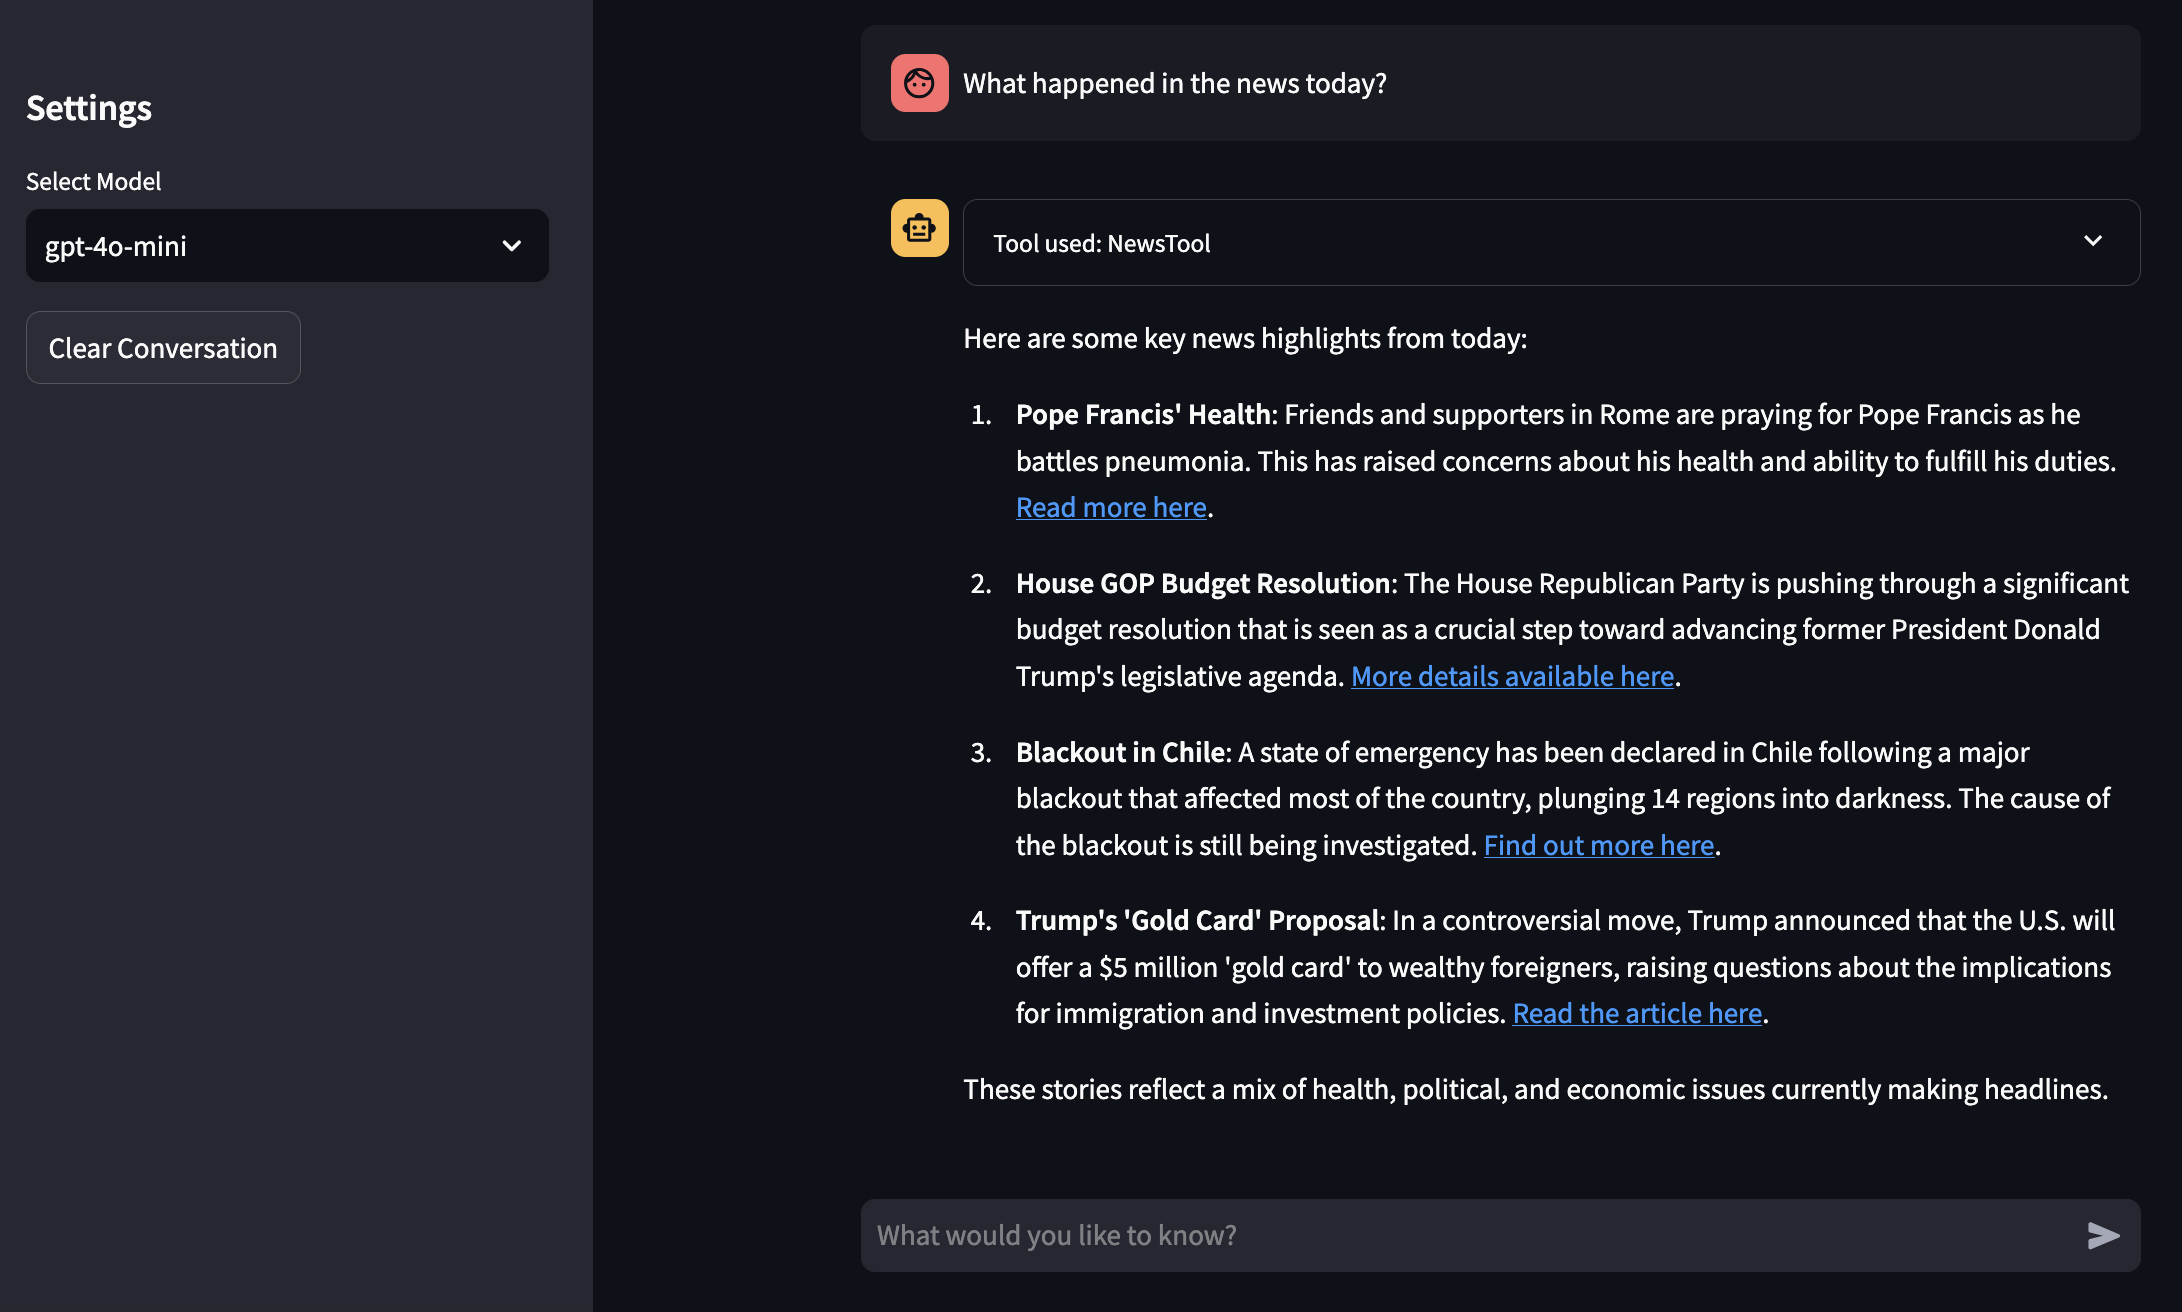 Settings
Select Model
gpt-4o-mini
Clear Conversation
What happened in the news today?
Tool used: NewsTool
Here are some key news highlights from today:
1. Pope Francis' Health: Friends and supporters in Rome are praying for Pope Francis as he
battles pneumonia. This has raised concerns about his health and ability to fulfill his duties.
Read more here.
2. House GOP Budget Resolution: The House Republican Party is pushing through a significant
budget resolution that is seen as a crucial step toward advancing former President Donald
Trump's legislative agenda. More details available here.
3. Blackout in Chile: A state of emergency has been declared in Chile following a major
blackout that affected most of the country, plunging 14 regions into darkness. The cause of
the blackout is still being investigated. Find out more here.
4. Trump's 'Gold Card' Proposal: In a controversial move, Trump announced that the U.S. will
offer a $5 million 'gold card' to wealthy foreigners, raising questions about the implications
for immigration and investment policies. Read the article here.
These stories reflect a mix of health, political, and economic issues currently making headlines.
What would you like to know?